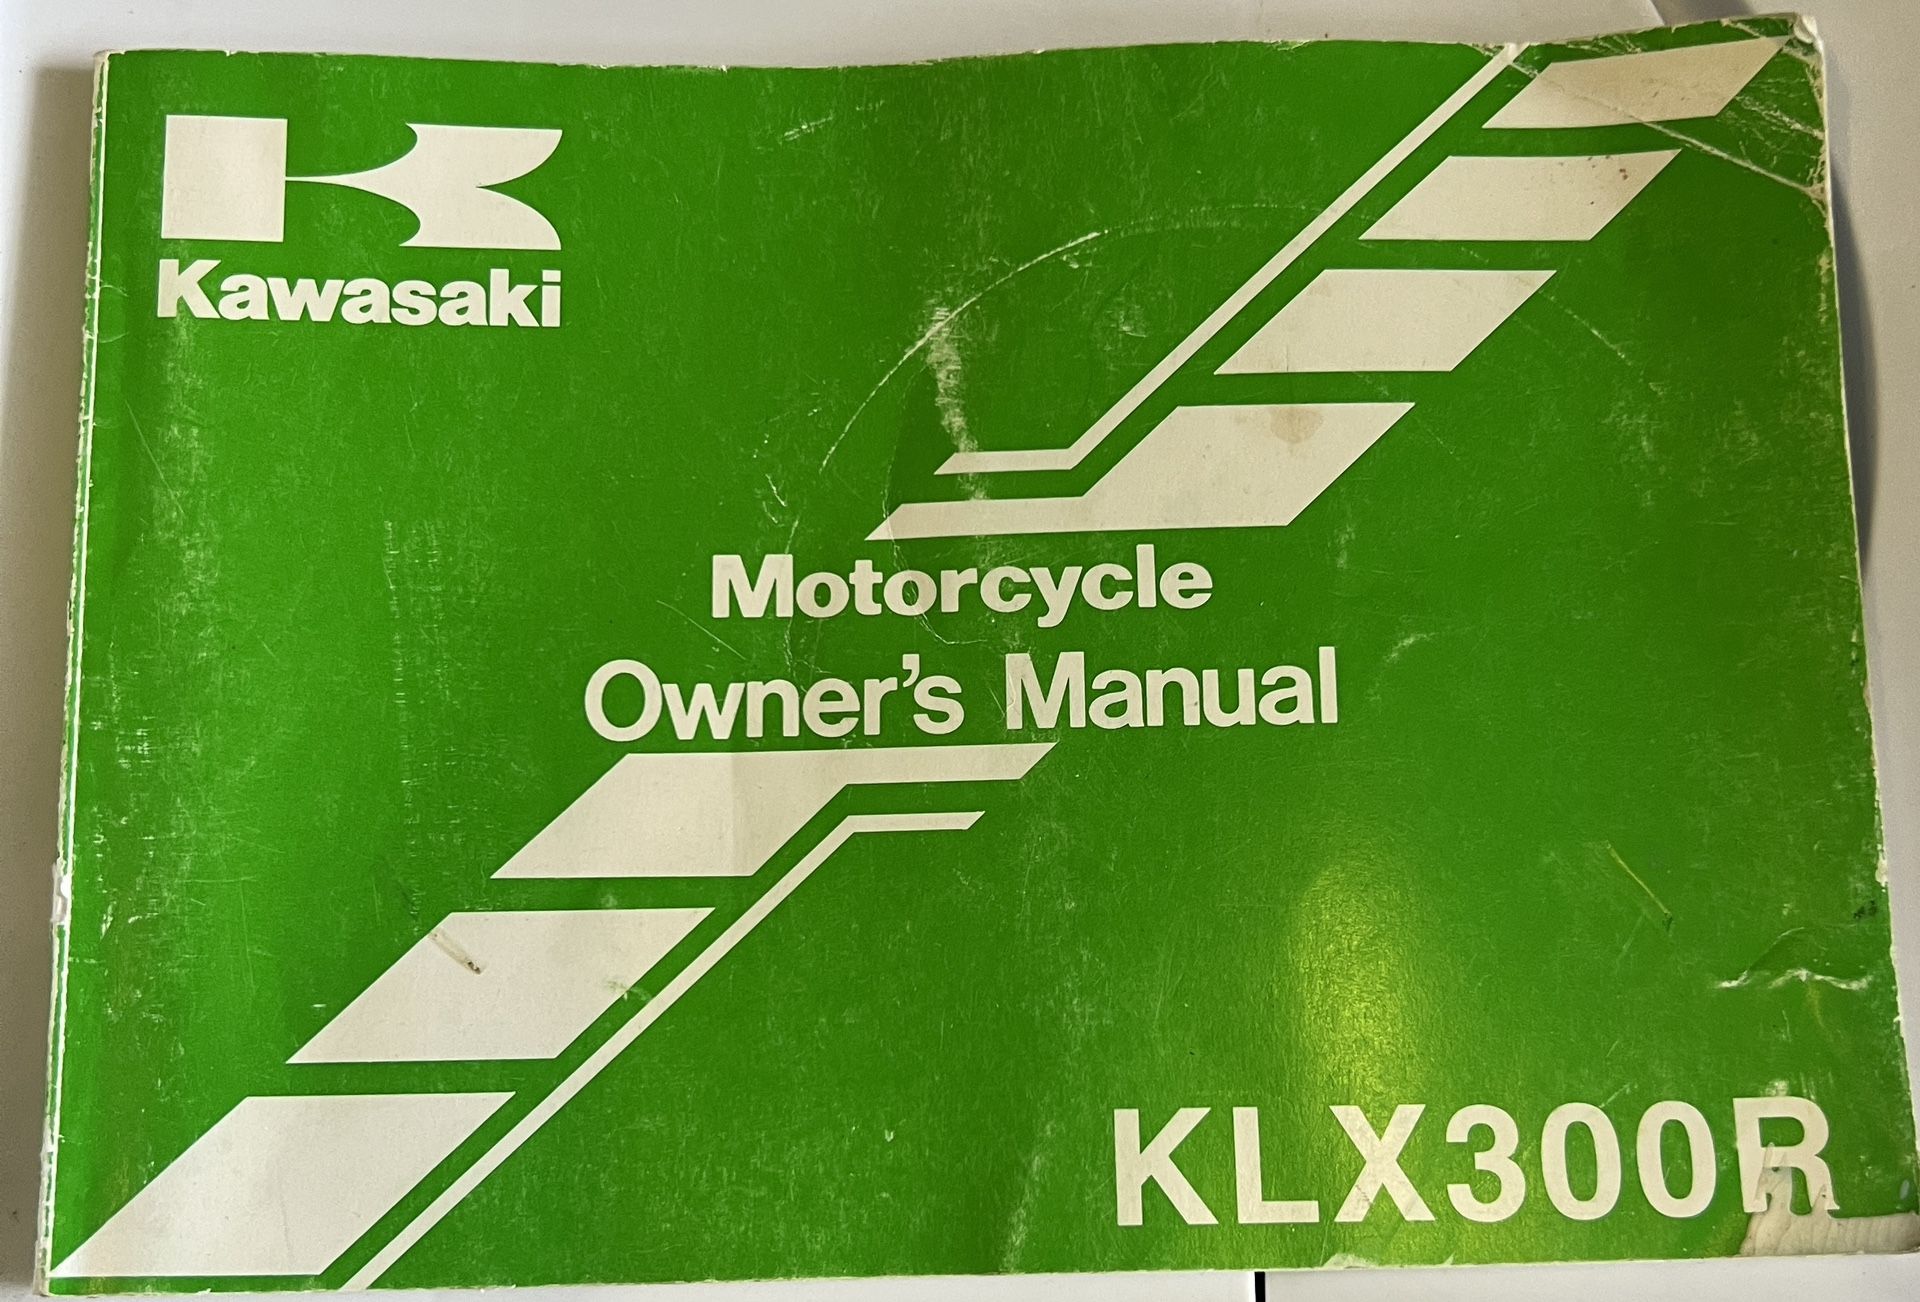 Kawasaki
Motorcycle
Owner's Manual
KLX300R